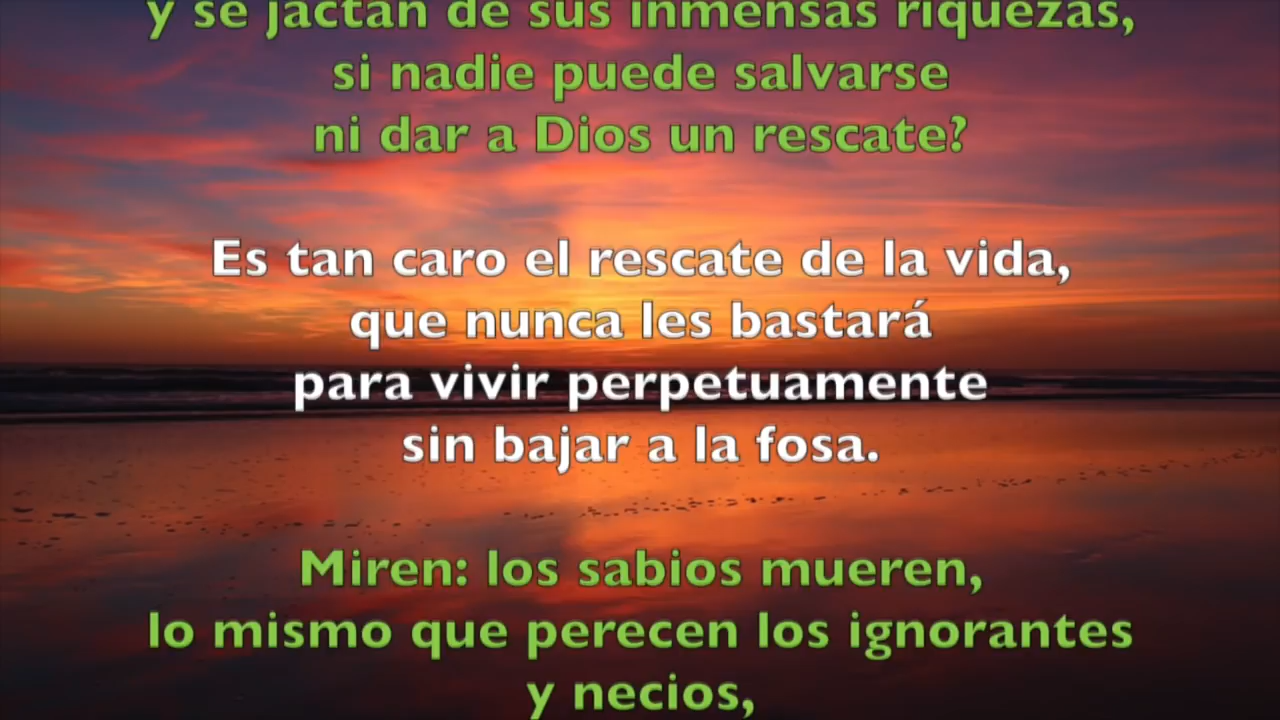 y se jactan de sus inmensas riquezas,
si nadie puede salvarse
ni dar a Dios un rescate?
Es tan caro el rescate de la vida,
que nunca les bastará
para vivir perpetuamente
sin bajar a la fosa.
Miren: los sabios mueren,
lo mismo que perecen los ignorantes
y necios,